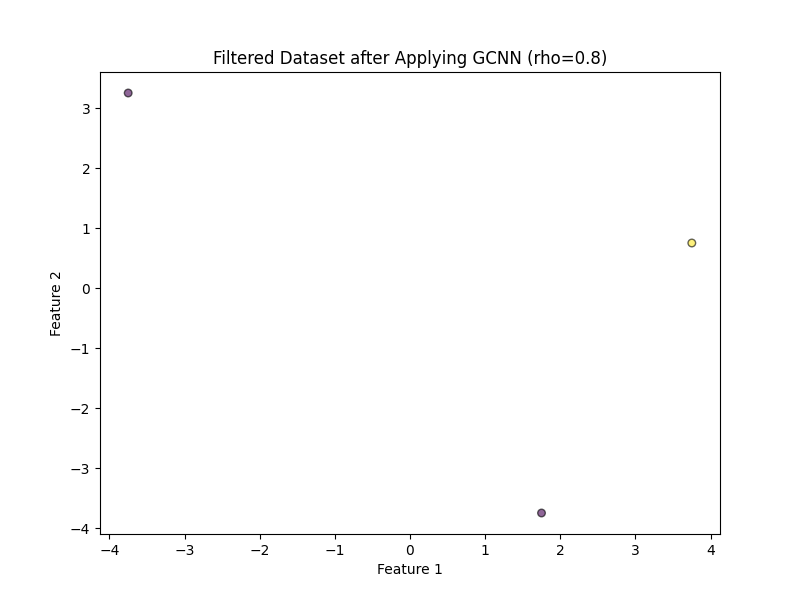 Filtered Dataset after Applying GCNN (rho=0.8)
3
2
1
0
−1
−2
−3
−4
Feature 2
−4 −3 −2 −1 0 1 2 3 4
Feature 1